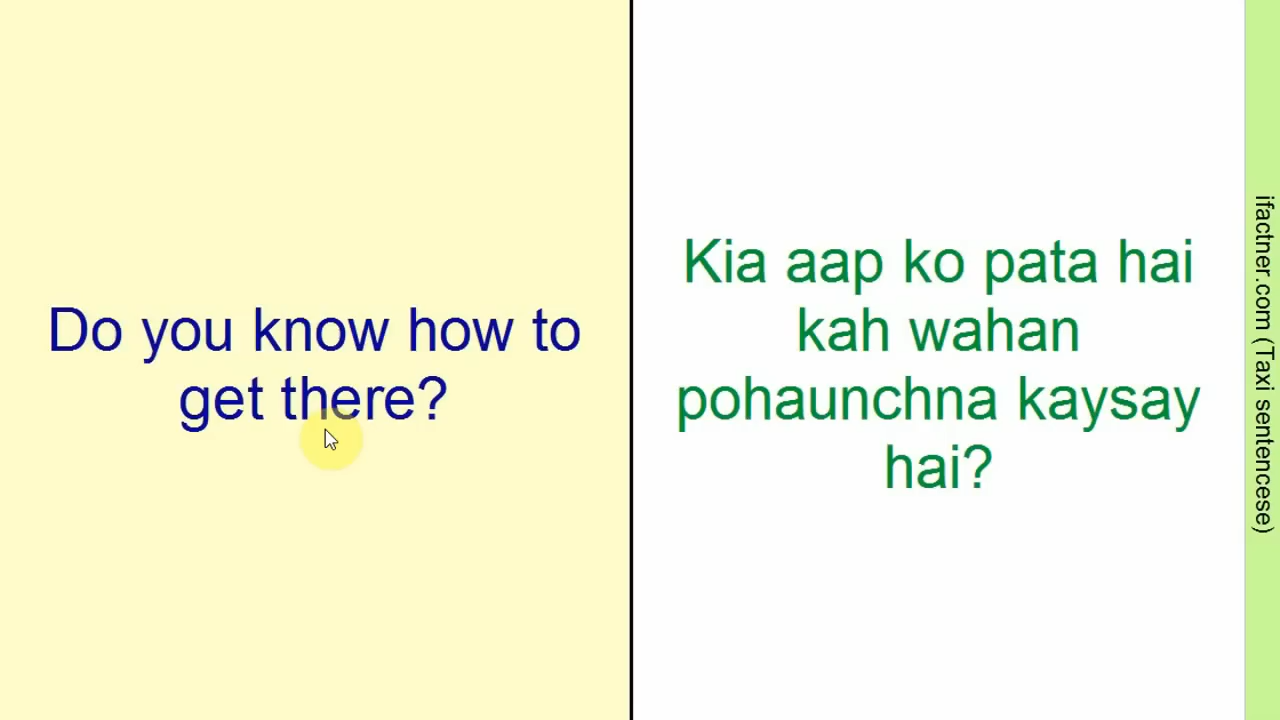 Do you know how to
get there?
Kia aap ko pata hai
kah wahan
pohaunchna kaysay
hai?
ifactner.com (Taxi sentencese)